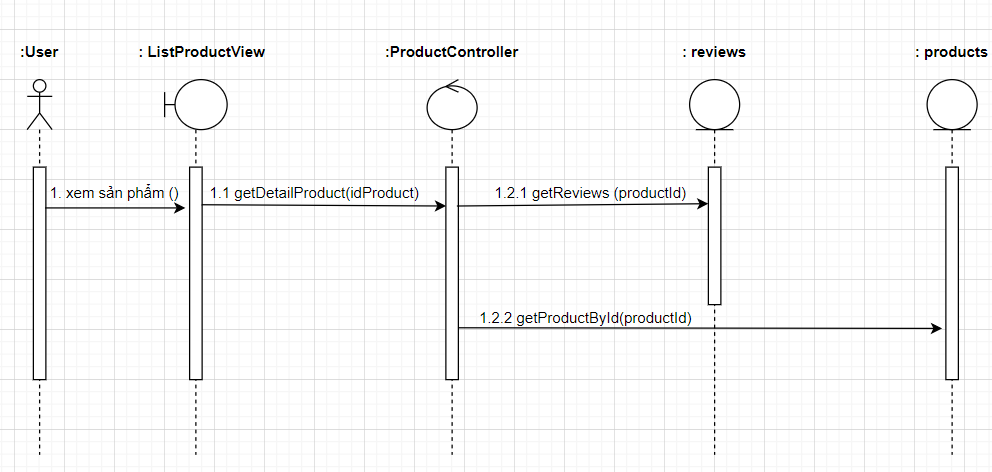 :User
: ListProductView
:ProductController
: reviews
: products
1. xem sản phẩm ()
1.1 getDetailProduct(idProduct)
1.2.1 getReviews (productId)
1.2.2 getProductById(productId)